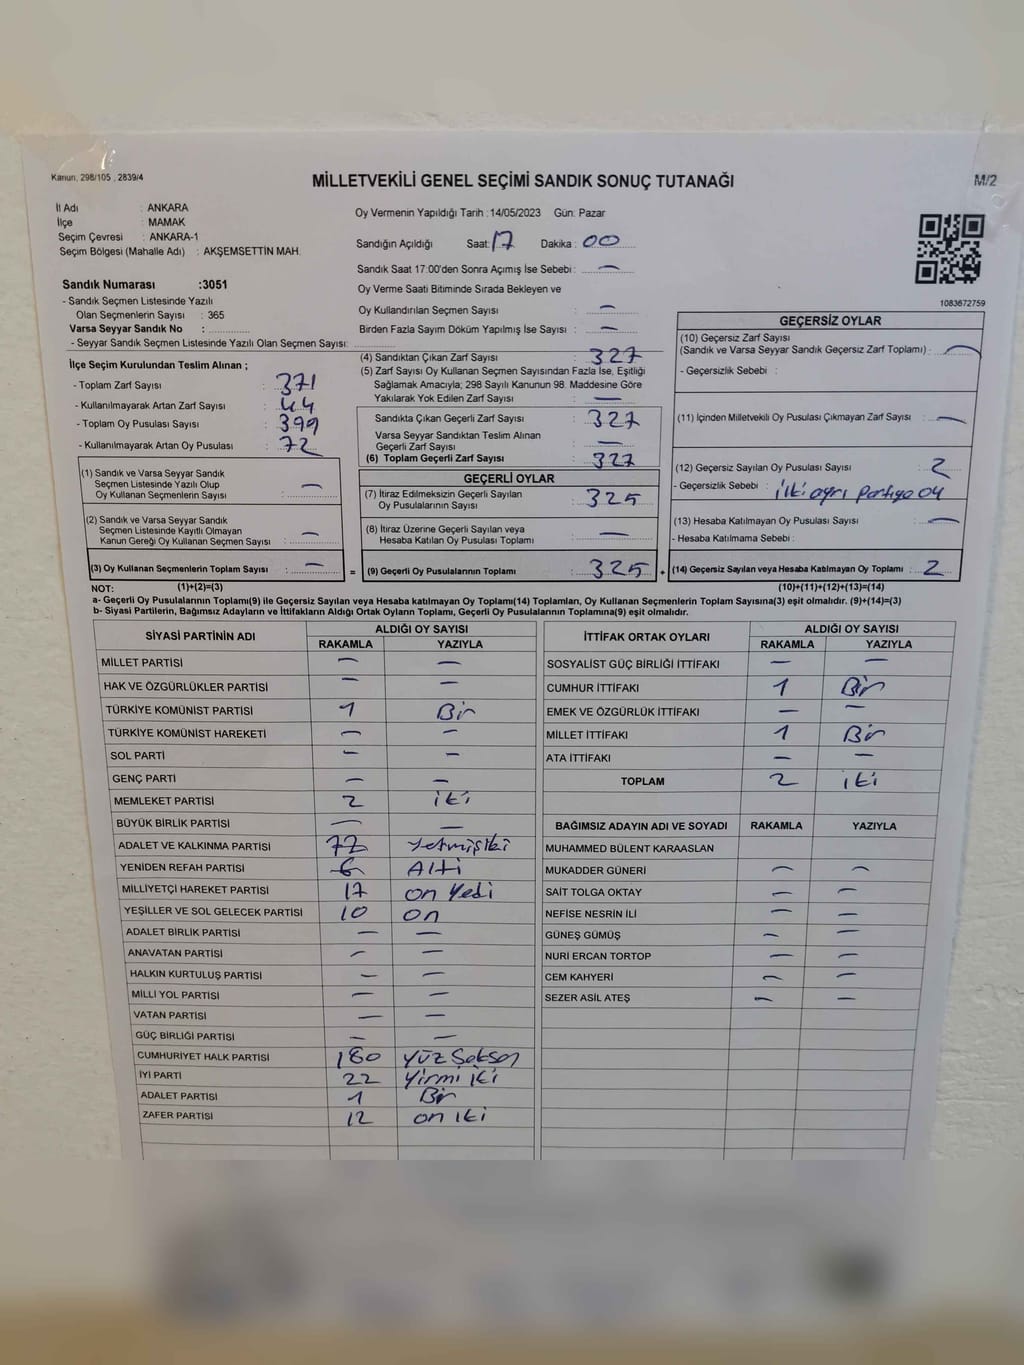 Kanun, 298/105 , 2839/4
MİLLETVEKİLİ GENEL SEÇİMİ SANDIK SONUÇ TUTANAĞI
M/2
İl Adı : ANKARA
İlçe : MAMAK
Seçim Çevresi : ANKARA-1
Seçim Bölgesi (Mahalle Adı) : AKŞEMSETTİN MAH.
Sandık Numarası :3051
- Sandık Seçmen Listesinde Yazılı
Olan Seçmenlerin Sayısı : 365
Varsa Seyyar Sandık No :
- Seyyar Sandık Seçmen Listesinde Yazılı Olan Seçmen Sayısı:
Oy Vermenin Yapıldığı Tarih :14/05/2023 Gün: Pazar
Sandığın Açıldığı Saat: 17 Dakika : 00
Sandık Saat 17:00'den Sonra Açımış İse Sebebi : —
Oy Verme Saati Bitiminde Sırada Bekleyen ve
Oy Kullandırılan Seçmen Sayısı : —
Birden Fazla Sayım Döküm Yapılmış İse Sayısı : —
1083672759
İlçe Seçim Kurulundan Teslim Alınan ;
- Toplam Zarf Sayısı : 371
- Kullanılmayarak Artan Zarf Sayısı : 44
- Toplam Oy Pusulası Sayısı : 399
- Kullanılmayarak Artan Oy Pusulası : 72
(4) Sandıktan Çıkan Zarf Sayısı : 327
(5) Zarf Sayısı Oy Kullanan Seçmen Sayısından Fazla İse, Eşitliği
Sağlamak Amacıyla; 298 Sayılı Kanunun 98. Maddesine Göre
Yakılarak Yok Edilen Zarf Sayısı : —
Sandıkta Çıkan Geçerli Zarf Sayısı : 327
Varsa Seyyar Sandıktan Teslim Alınan
Geçerli Zarf Sayısı : —
(6) Toplam Geçerli Zarf Sayısı : 327
GEÇERSİZ OYLAR
(10) Geçersiz Zarf Sayısı
(Sandık ve Varsa Seyyar Sandık Geçersiz Zarf Toplamı) : —
- Geçersizlik Sebebi :
(11) İçinden Milletvekili Oy Pusulası Çıkmayan Zarf Sayısı : —
(12) Geçersiz Sayılan Oy Pusulası Sayısı : 2
- Geçersizlik Sebebi : iki ayrı partiye oy
(13) Hesaba Katılmayan Oy Pusulası Sayısı : —
- Hesaba Katılmama Sebebi :
(1) Sandık ve Varsa Seyyar Sandık
Seçmen Listesinde Yazılı Olup
Oy Kullanan Seçmenlerin Sayısı : —
(2) Sandık ve Varsa Seyyar Sandık
Seçmen Listesinde Kayıtlı Olmayan
Kanun Gereği Oy Kullanan Seçmen Sayısı : —
(3) Oy Kullanan Seçmenlerin Toplam Sayısı : —
GEÇERLİ OYLAR
(7) İtiraz Edilmeksizin Geçerli Sayılan
Oy Pusulalarının Sayısı : 325
(8) İtiraz Üzerine Geçerli Sayılan veya
Hesaba Katılan Oy Pusulası Toplamı : —
= (9) Geçerli Oy Pusulalarının Toplamı : 325
+ (14) Geçersiz Sayılan veya Hesaba Katılmayan Oy Toplamı : 2
NOT: (1)+(2)=(3)
(10)+(11)+(12)+(13)=(14)
a- Geçerli Oy Pusulalarının Toplamı(9) ile Geçersiz Sayılan veya Hesaba katılmayan Oy Toplamı(14) Toplamları, Oy Kullanan Seçmenlerin Toplam Sayısına(3) eşit olmalıdır. (9)+(14)=(3)
b- Siyasi Partilerin, Bağımsız Adayların ve İttifakların Aldığı Ortak Oyların Toplamı, Geçerli Oy Pusulalarının Toplamına(9) eşit olmalıdır.
SİYASİ PARTİNİN ADI ALDIĞI OY SAYISI
RAKAMLA YAZIYLA
MİLLET PARTİSİ — —
HAK VE ÖZGÜRLÜKLER PARTİSİ — —
TÜRKİYE KOMÜNİST PARTİSİ 1 Bir
TÜRKİYE KOMÜNİST HAREKETİ — —
SOL PARTİ — —
GENÇ PARTİ — —
MEMLEKET PARTİSİ 2 iki
BÜYÜK BİRLİK PARTİSİ — —
ADALET VE KALKINMA PARTİSİ 72 Yetmişiki
YENİDEN REFAH PARTİSİ 6 Altı
MİLLİYETÇİ HAREKET PARTİSİ 17 on Yedi
YEŞİLLER VE SOL GELECEK PARTİSİ 10 on
ADALET BİRLİK PARTİSİ — —
ANAVATAN PARTİSİ — —
HALKIN KURTULUŞ PARTİSİ — —
MİLLİ YOL PARTİSİ — —
VATAN PARTİSİ — —
GÜÇ BİRLİĞİ PARTİSİ — —
CUMHURİYET HALK PARTİSİ 180 Yüz Seksen
İYİ PARTİ 22 Yirmi iki
ADALET PARTİSİ 1 Bir
ZAFER PARTİSİ 12 on iki
İTTİFAK ORTAK OYLARI ALDIĞI OY SAYISI
RAKAMLA YAZIYLA
SOSYALİST GÜÇ BİRLİĞİ İTTİFAKI — —
CUMHUR İTTİFAKI 1 Bir
EMEK VE ÖZGÜRLÜK İTTİFAKI — —
MİLLET İTTİFAKI 1 Bir
ATA İTTİFAKI — —
TOPLAM 2 iki
BAĞIMSIZ ADAYIN ADI VE SOYADI RAKAMLA YAZIYLA
MUHAMMED BÜLENT KARAASLAN
MUKADDER GÜNERİ — —
SAİT TOLGA OKTAY — —
NEFİSE NESRİN İLİ — —
GÜNEŞ GÜMÜŞ — —
NURİ ERCAN TORTOP — —
CEM KAHYERİ — —
SEZER ASİL ATEŞ — —